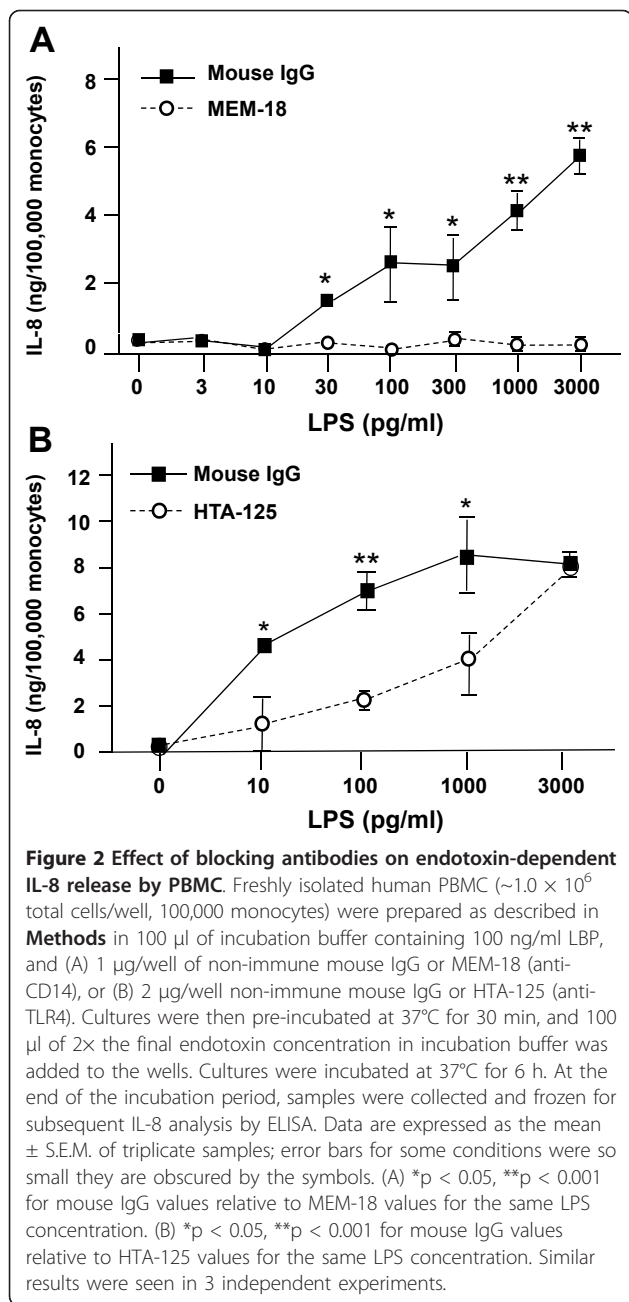 A
Mouse IgG
MEM-18
8
6
4
2
0
IL-8 (ng/100,000 monocytes)
*
*
*
**
**
0 3 10 30 100 300 1000 3000
LPS (pg/ml)
B
Mouse IgG
HTA-125
12
10
8
6
4
2
0
IL-8 (ng/100,000 monocytes)
*
**
*
0 10 100 1000 3000
LPS (pg/ml)
Figure 2 Effect of blocking antibodies on endotoxin-dependent
IL-8 release by PBMC. Freshly isolated human PBMC (~1.0 × 10⁶
total cells/well, 100,000 monocytes) were prepared as described in
Methods in 100 μl of incubation buffer containing 100 ng/ml LBP,
and (A) 1 μg/well of non-immune mouse IgG or MEM-18 (anti-
CD14), or (B) 2 μg/well non-immune mouse IgG or HTA-125 (anti-
TLR4). Cultures were then pre-incubated at 37°C for 30 min, and 100
μl of 2× the final endotoxin concentration in incubation buffer was
added to the wells. Cultures were incubated at 37°C for 6 h. At the
end of the incubation period, samples were collected and frozen for
subsequent IL-8 analysis by ELISA. Data are expressed as the mean
± S.E.M. of triplicate samples; error bars for some conditions were so
small they are obscured by the symbols. (A) *p < 0.05, **p < 0.001
for mouse IgG values relative to MEM-18 values for the same LPS
concentration. (B) *p < 0.05, **p < 0.001 for mouse IgG values
relative to HTA-125 values for the same LPS concentration. Similar
results were seen in 3 independent experiments.